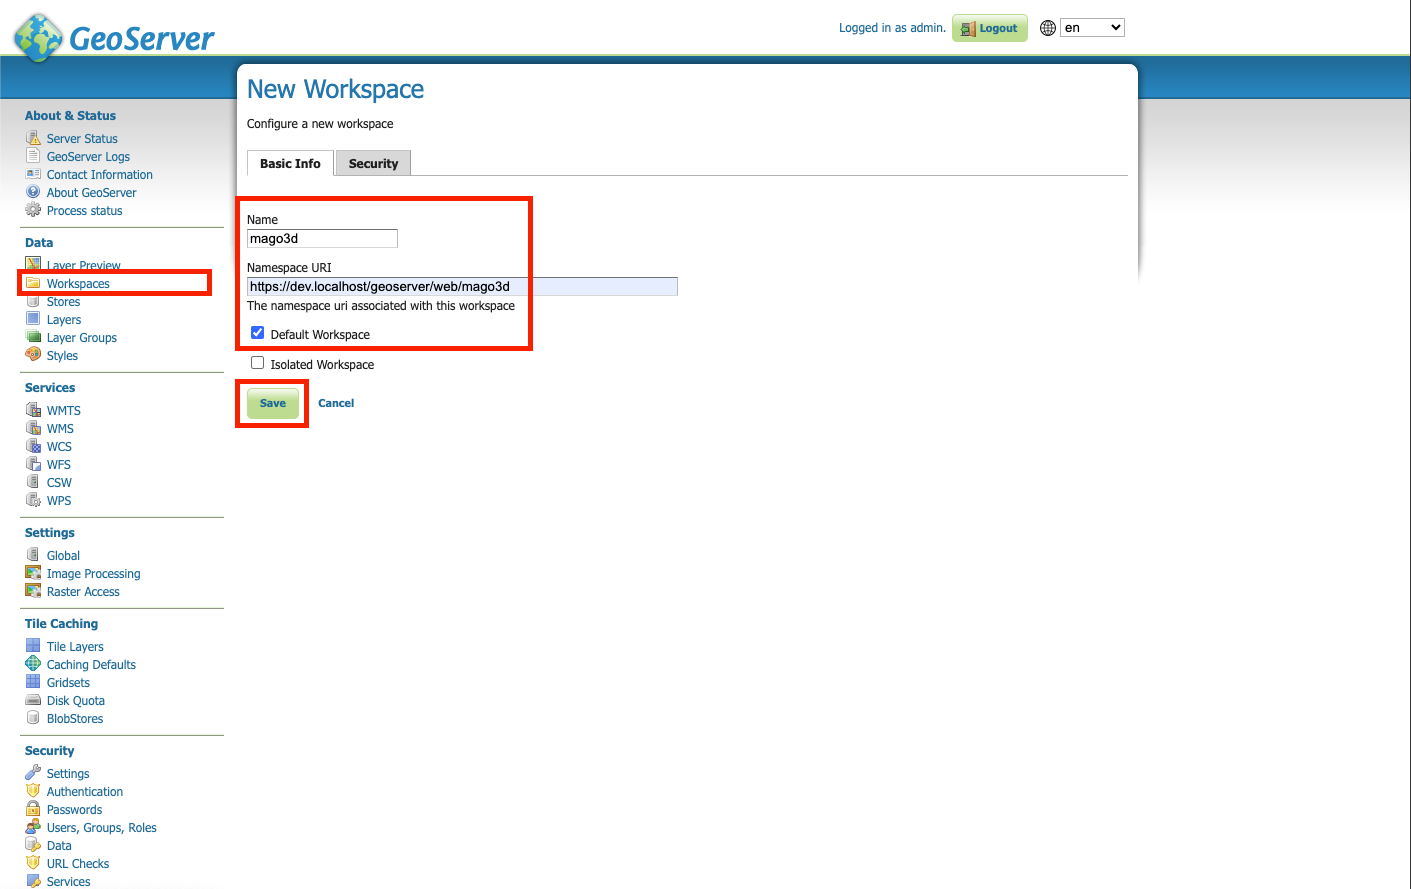 GeoServer
Logged in as admin. Logout en
New Workspace
Configure a new workspace
Basic Info Security
Name
mago3d
Namespace URI
https://dev.localhost/geoserver/web/mago3d
The namespace uri associated with this workspace
Default Workspace
Isolated Workspace
Save Cancel
About & Status
Server Status
GeoServer Logs
Contact Information
About GeoServer
Process status
Data
Layer Preview
Workspaces
Stores
Layers
Layer Groups
Styles
Services
WMTS
WMS
WCS
WFS
CSW
WPS
Settings
Global
Image Processing
Raster Access
Tile Caching
Tile Layers
Caching Defaults
Gridsets
Disk Quota
BlobStores
Security
Settings
Authentication
Passwords
Users, Groups, Roles
Data
URL Checks
Services